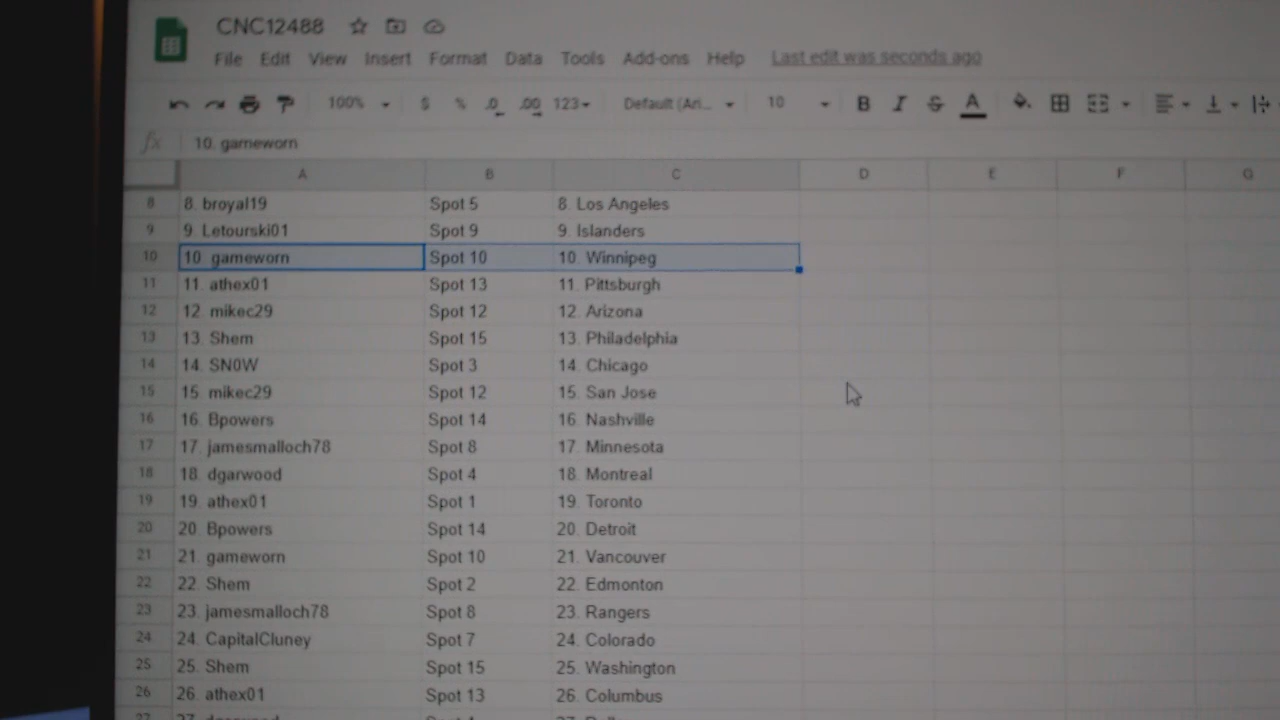 CNC12488
File Edit View Insert Format Data Tools Add-ons Help Last edit was seconds ago
100% $ % .0 .00 123 Default (Ari... 10 B I S A
fx 10. gameworn
A B C D E F G
8 8. broyal19 Spot 5 8. Los Angeles
9 9. Letourski01 Spot 9 9. Islanders
10 10. gameworn Spot 10 10. Winnipeg
11 11. athex01 Spot 13 11. Pittsburgh
12 12. mikec29 Spot 12 12. Arizona
13 13. Shem Spot 15 13. Philadelphia
14 14. SN0W Spot 3 14. Chicago
15 15. mikec29 Spot 12 15. San Jose
16 16. Bpowers Spot 14 16. Nashville
17 17. jamesmalloch78 Spot 8 17. Minnesota
18 18. dgarwood Spot 4 18. Montreal
19 19. athex01 Spot 1 19. Toronto
20 20. Bpowers Spot 14 20. Detroit
21 21. gameworn Spot 10 21. Vancouver
22 22. Shem Spot 2 22. Edmonton
23 23. jamesmalloch78 Spot 8 23. Rangers
24 24. CapitalCluney Spot 7 24. Colorado
25 25. Shem Spot 15 25. Washington
26 26. athex01 Spot 13 26. Columbus